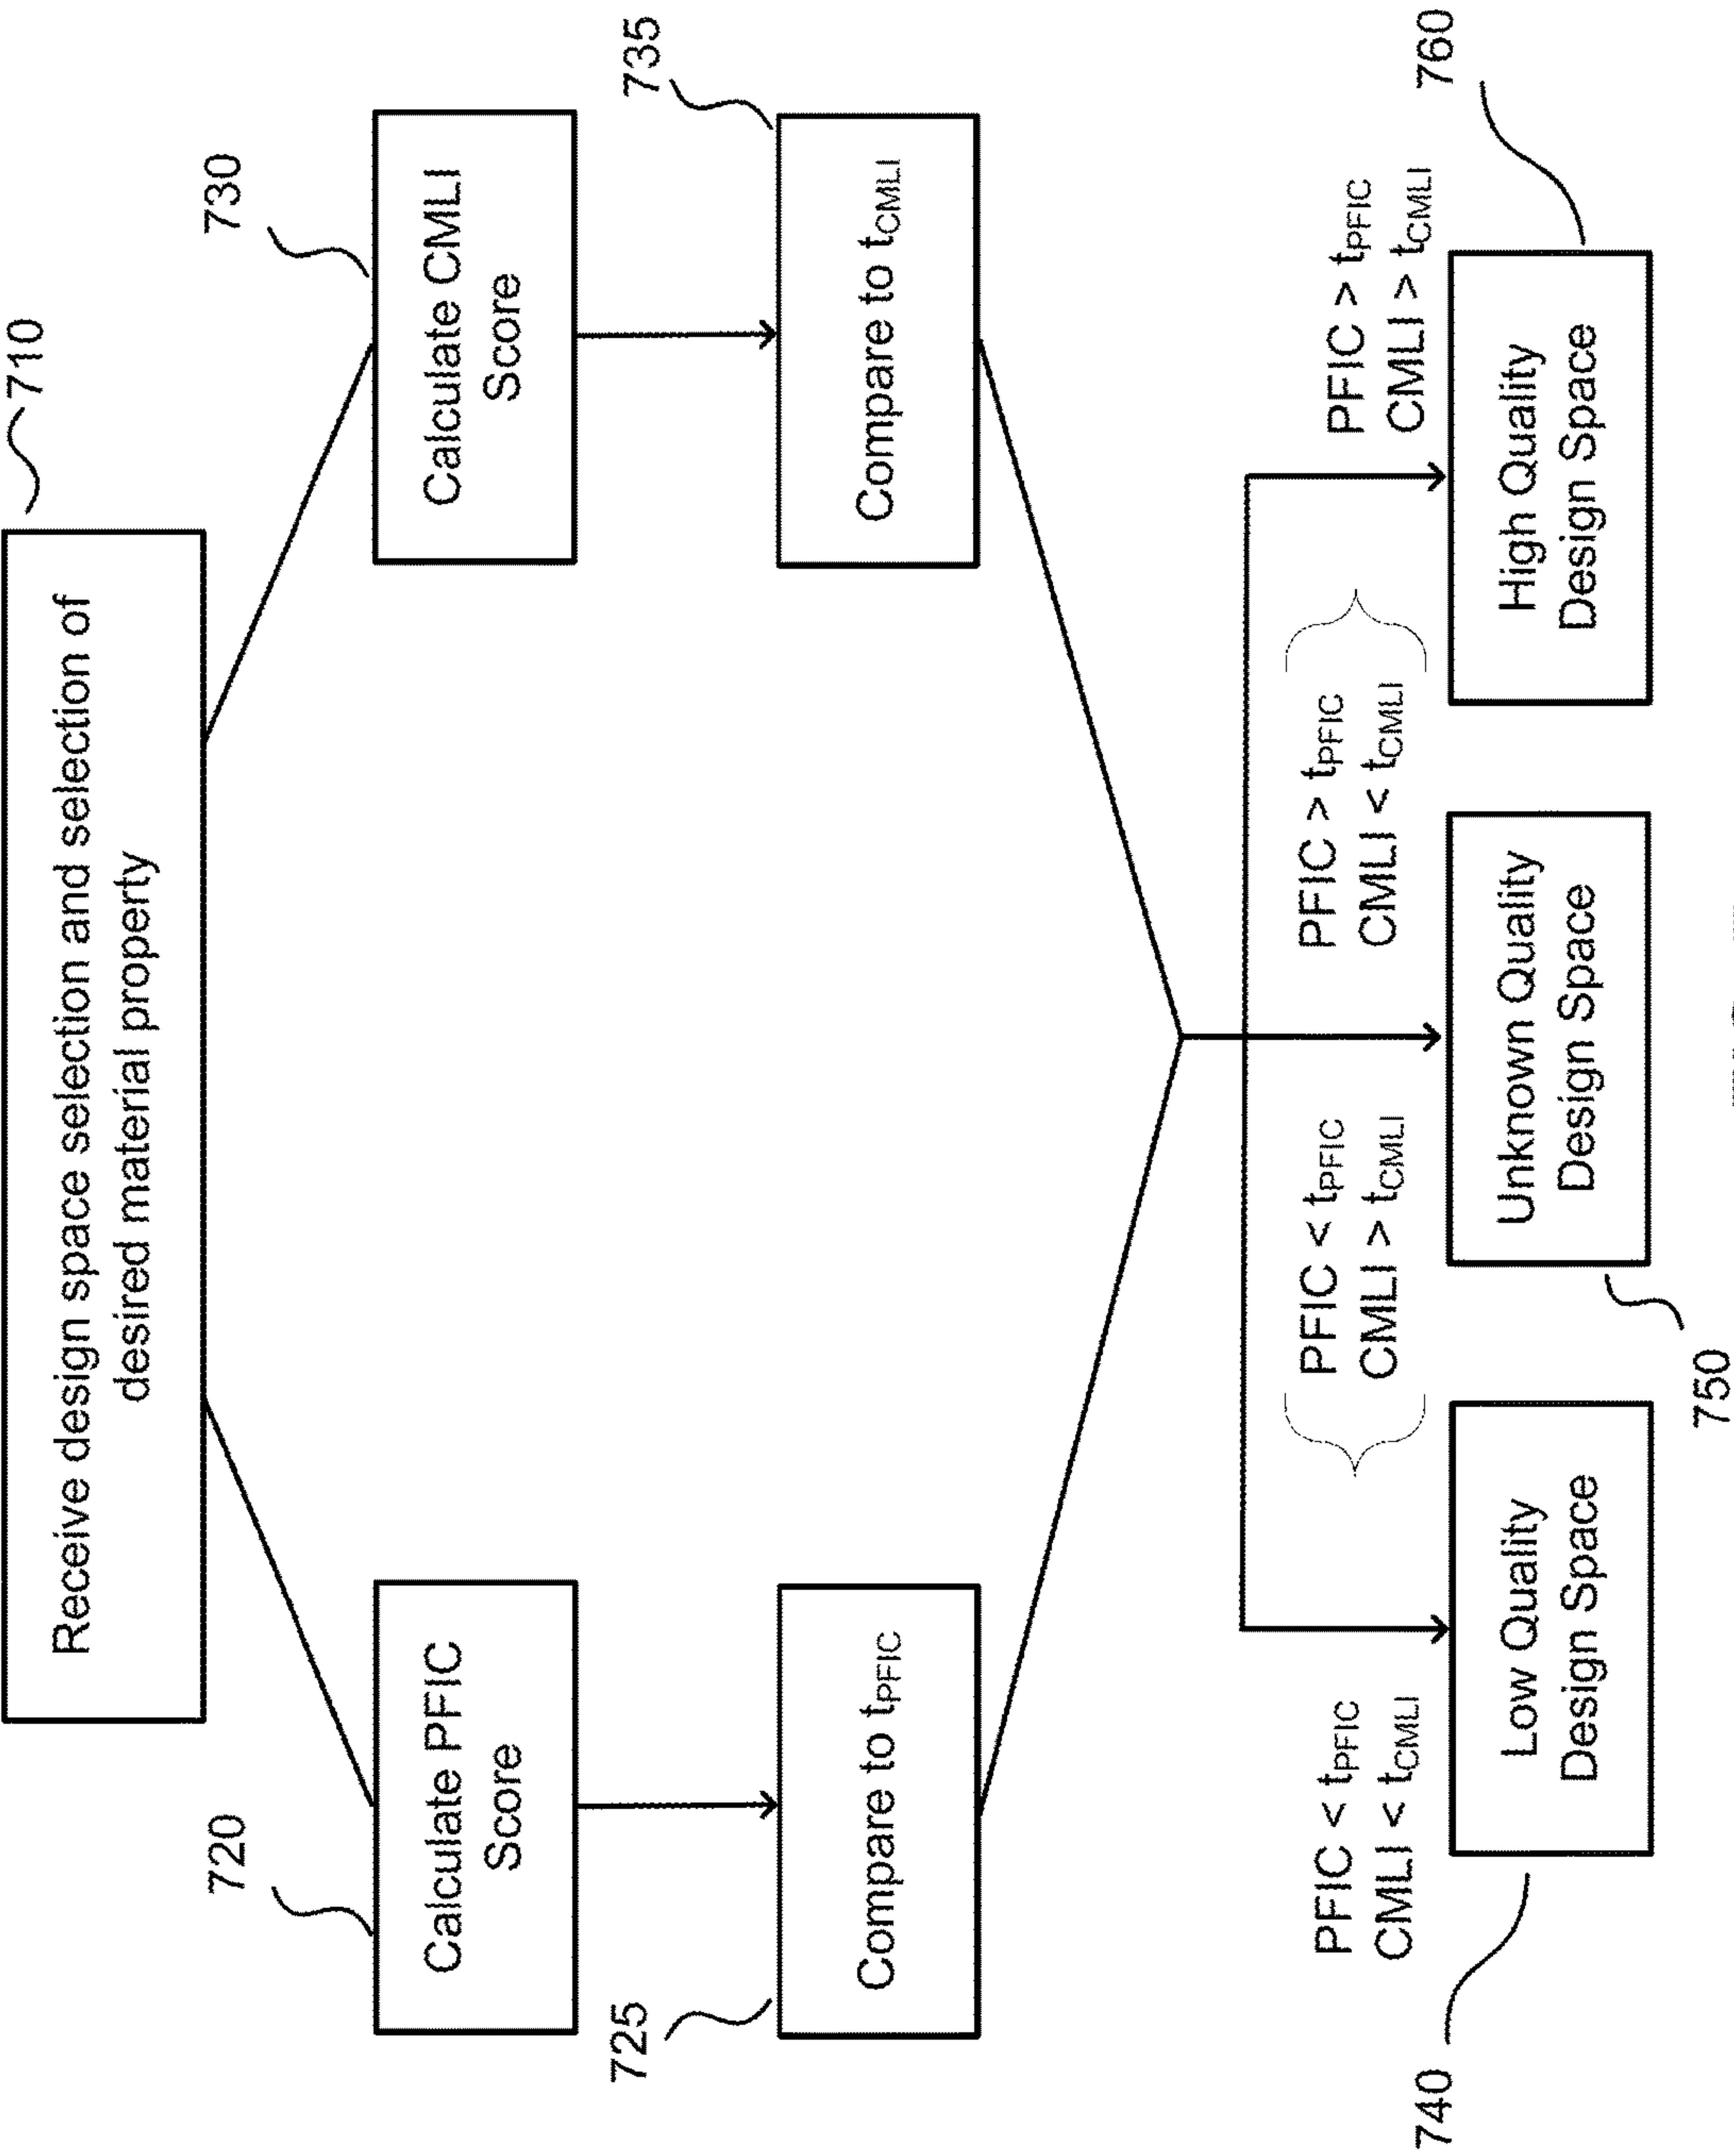 710
Receive design space selection and selection of
desired material property
720
Calculate PFIC
Score
730
Calculate CMLI
Score
725
Compare to tPFIC
735
Compare to tCMLI
PFIC < tPFIC
CMLI < tCMLI
PFIC < tPFIC
CMLI > tCMLI
PFIC > tPFIC
CMLI < tCMLI
PFIC > tPFIC
CMLI > tCMLI
740
Low Quality
Design Space
750
Unknown Quality
Design Space
760
High Quality
Design Space